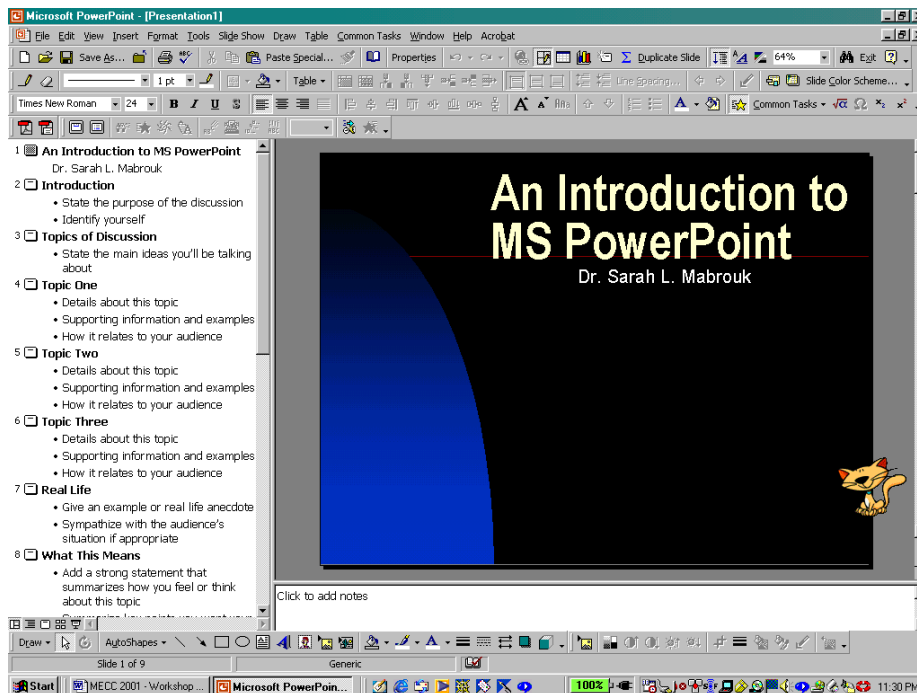 Microsoft PowerPoint - [Presentation1]
File Edit View Insert Format Tools Slide Show Draw Table Common Tasks Window Help Acrobat
Save As... Paste Special... Properties Duplicate Slide 64% Exit
1 pt Table Line Spacing... Slide Color Scheme...
Times New Roman 24 B I U S A A A Common Tasks √α Ω ×₂ ×²
1 An Introduction to MS PowerPoint
Dr. Sarah L. Mabrouk
2 Introduction
• State the purpose of the discussion
• Identify yourself
3 Topics of Discussion
• State the main ideas you'll be talking
about
4 Topic One
• Details about this topic
• Supporting information and examples
• How it relates to your audience
5 Topic Two
• Details about this topic
• Supporting information and examples
• How it relates to your audience
6 Topic Three
• Details about this topic
• Supporting information and examples
• How it relates to your audience
7 Real Life
• Give an example or real life anecdote
• Sympathize with the audience's
situation if appropriate
8 What This Means
• Add a strong statement that
summarizes how you feel or think
about this topic
An Introduction to
MS PowerPoint
Dr. Sarah L. Mabrouk
Click to add notes
Draw AutoShapes
Slide 1 of 9 Generic
Start MECC 2001 - Workshop ... Microsoft PowerPoin... 100% 11:30 PM